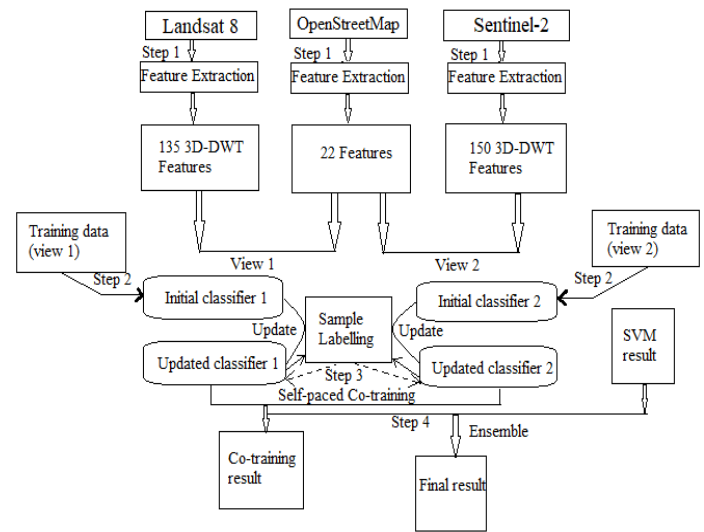 Landsat 8
OpenStreetMap
Sentinel-2
Step 1
Step 1
Step 1
Feature Extraction
Feature Extraction
Feature Extraction
135 3D-DWT
Features
22 Features
150 3D-DWT
Features
Training data
(view 1)
Training data
(view 2)
View 1
View 2
Step 2
Step 2
Initial classifier 1
Initial classifier 2
Sample
Labelling
Update
Update
SVM
result
Updated classifier 1
Updated classifier 2
Step 3
Self-paced Co-training
Step 4
Ensemble
Co-training
result
Final result